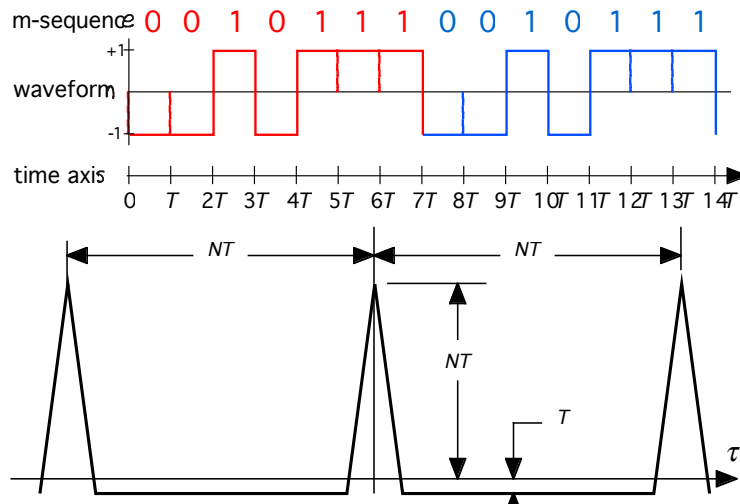 m-sequence 0 0 1 0 1 1 1 0 0 1 0 1 1 1
+1
waveform
-1
time axis
0 T 2T 3T 4T 5T 6T 7T 8T 9T 10T 11T 12T 13T 14T
NT NT
NT
T
τ